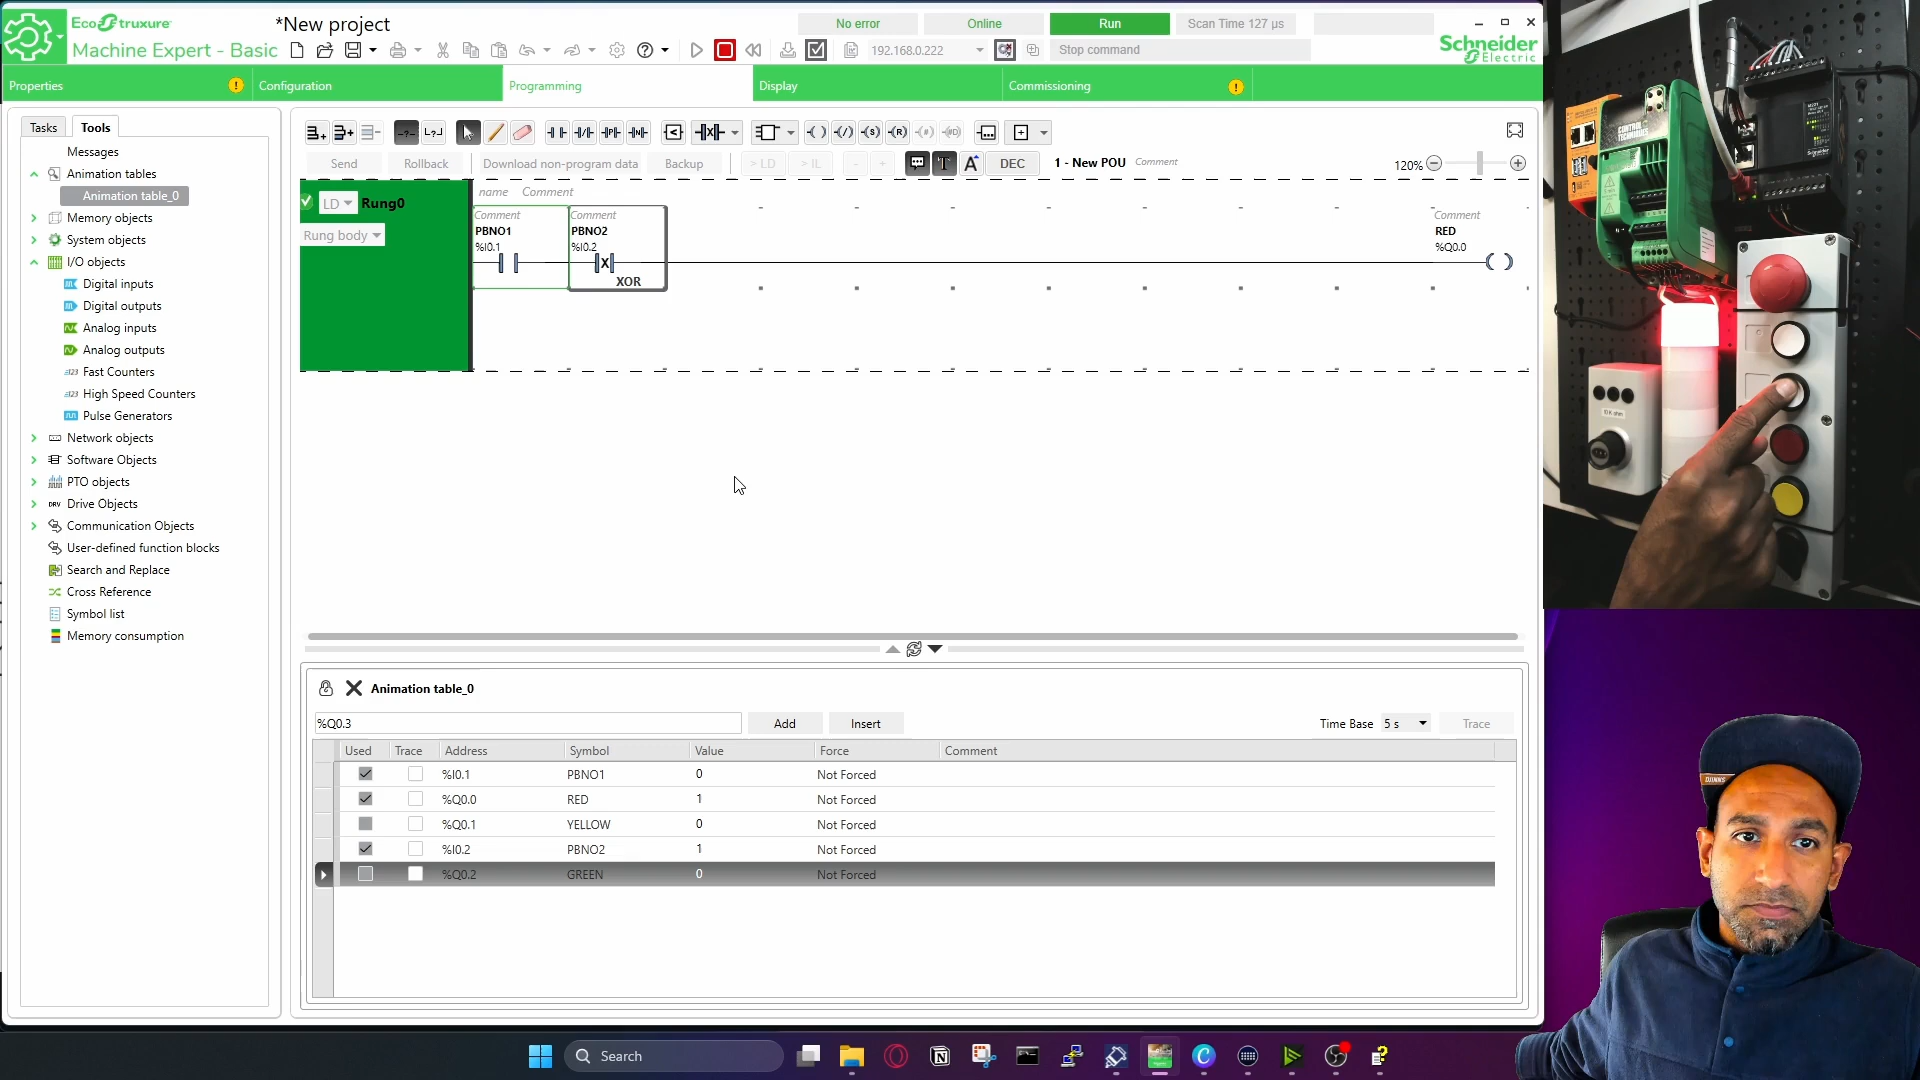 EcoStruxure
Machine Expert - Basic
*New project
No error
Online
Run
Scan Time 127 µs
192.168.0.222
Stop command
Schneider
Electric
Properties
Configuration
Programming
Display
Commissioning
Tasks
Tools
Messages
Animation tables
Animation table_0
Memory objects
System objects
I/O objects
Digital inputs
Digital outputs
Analog inputs
Analog outputs
Fast Counters
High Speed Counters
Pulse Generators
Network objects
Software Objects
PTO objects
DRV Drive Objects
Communication Objects
User-defined function blocks
Search and Replace
Cross Reference
Symbol list
Memory consumption
Send
Rollback
Download non-program data
Backup
> LD
> IL
DEC
1 - New POU
Comment
120%
LD
Rung0
Rung body
name
Comment
Comment
PBNO1
%I0.1
Comment
PBNO2
%I0.2
X
XOR
Comment
RED
%Q0.0
Animation table_0
%Q0.3
Add
Insert
Time Base
5 s
Trace
Used Trace Address Symbol Value Force Comment
%I0.1 PBNO1 0 Not Forced
%Q0.0 RED 1 Not Forced
%Q0.1 YELLOW 0 Not Forced
%I0.2 PBNO2 1 Not Forced
%Q0.2 GREEN 0 Not Forced
CONTROL
TECHNIQUES
10 K ohm
DJINNS
Search